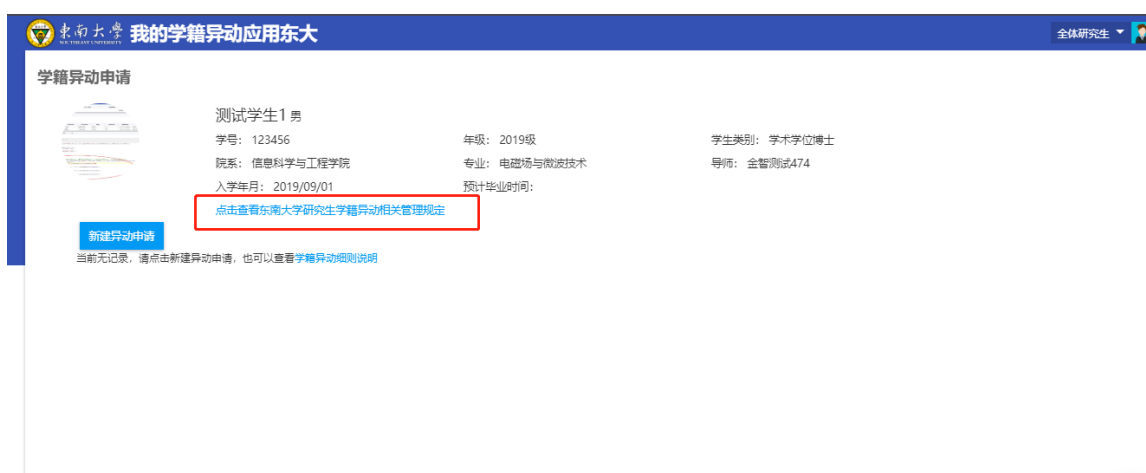 東南大學 我的学籍异动应用东大
SOUTHEAST UNIVERSITY
全体研究生
学籍异动申请
测试学生1 男
学号: 123456 年级: 2019级 学生类别: 学术学位博士
院系: 信息科学与工程学院 专业: 电磁场与微波技术 导师: 金智测试474
入学年月: 2019/09/01 预计毕业时间:
点击查看东南大学研究生学籍异动相关管理规定
新建异动申请
当前无记录，请点击新建异动申请，也可以查看学籍异动细则说明